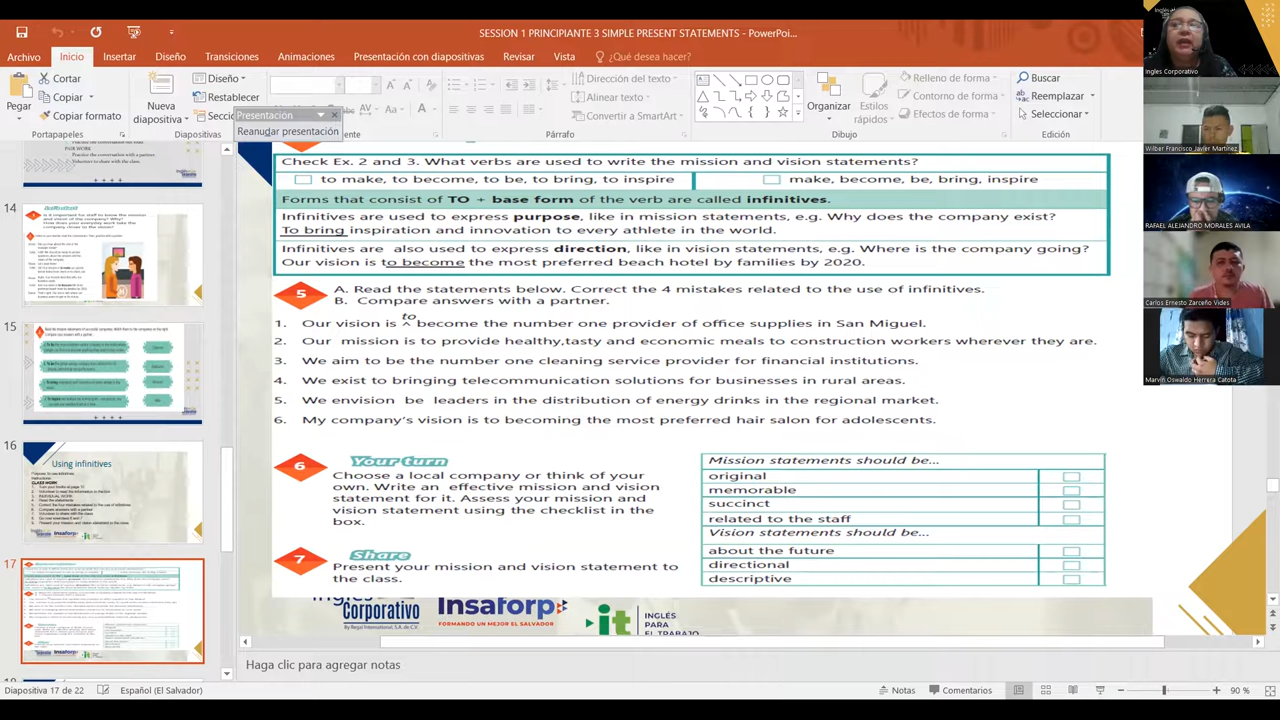 SESSION 1 PRINCIPIANTE 3 SIMPLE PRESENT STATEMENTS - PowerPoi...
Archivo
Inicio
Insertar
Diseño
Transiciones
Animaciones
Presentación con diapositivas
Revisar
Vista
¿Qué desea hacer?
Pegar
Cortar
Copiar
Copiar formato
Portapapeles
Nueva diapositiva
Diseño
Restablecer
Secci
Diapositivas
Presentación
Reanudar presentación
Dirección del texto
Alinear texto
Convertir a SmartArt
Párrafo
Organizar
Estilos rápidos
Relleno de forma
Contorno de forma
Efectos de forma
Dibujo
Buscar
Reemplazar
Seleccionar
Edición
Ingles Corporativo
Wilber Francisco Javier Martinez
RAFAEL ALEJANDRO MORALES AVILA
Carlos Ernesto Zarceño Vides
Marvin Oswaldo Herrera Catota
14
15
16
Using infinitives
17
Check Ex. 2 and 3. What verbs are used to write the mission and vision statements?
to make, to become, to be, to bring, to inspire
make, become, be, bring, inspire
Forms that consist of TO + base form of the verb are called infinitives.
Infinitives used to express purpose, like in mission statements, i.e. Why does the company exist?
To bring inspiration and innovation to every athlete in the world.
Infinitives are also used to express direction, like in vision statements, i.e. Where is the company going?
Our vision is to become the most preferred beach hotel by families by 2020.
5
A. Read the statements below. Correct the 4 mistakes related to the use of infinitives.
B. Compare answers with a partner.
to
1. Our vision is ^ become the number one provider of office supplies in San Miguel.
2. Our mission is to provide healthy, tasty and economic meals to construction workers wherever they are.
3. We aim to be the number one cleaning service provider for financial institutions.
4. We exist to bringing telecommunication solutions for businesses in rural areas.
5. We envision be leaders in the distribution of energy drinks in the regional market.
6. My company's vision is to becoming the most preferred hair salon for adolescents.
6
Your turn
Choose a local company or think of your
own. Write an effective mission and vision
statement for it. Assess your mission and
vision statement using the checklist in the
box.
Mission statements should be...
original
memorable
succinct
related to the staff
Vision statements should be...
about the future
directional
descriptive
7
Share
Present your mission and vision statement to
the class.
Inglés
Corporativo
By Regal International, S.A. de C.V.
Insaforp
FORMANDO LO MEJOR EL SALVADOR
it
INGLÉS
PARA
EL TRABAJO
Haga clic para agregar notas
Diapositiva 17 de 22
Español (El Salvador)
Notas
Comentarios
90 %